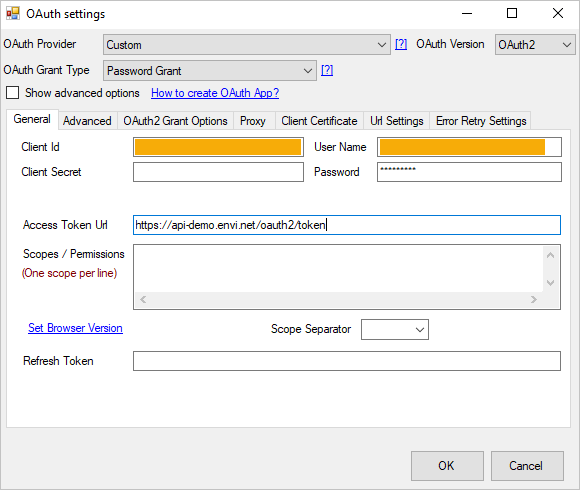 OAuth settings
OAuth Provider Custom [?] OAuth Version OAuth2
OAuth Grant Type Password Grant [?]
Show advanced options How to create OAuth App?
General Advanced OAuth2 Grant Options Proxy Client Certificate Url Settings Error Retry Settings
Client Id User Name
Client Secret Password *********
Access Token Url https://api-demo.envi.net/oauth2/token
Scopes / Permissions
(One scope per line)
Set Browser Version Scope Separator
Refresh Token
OK Cancel